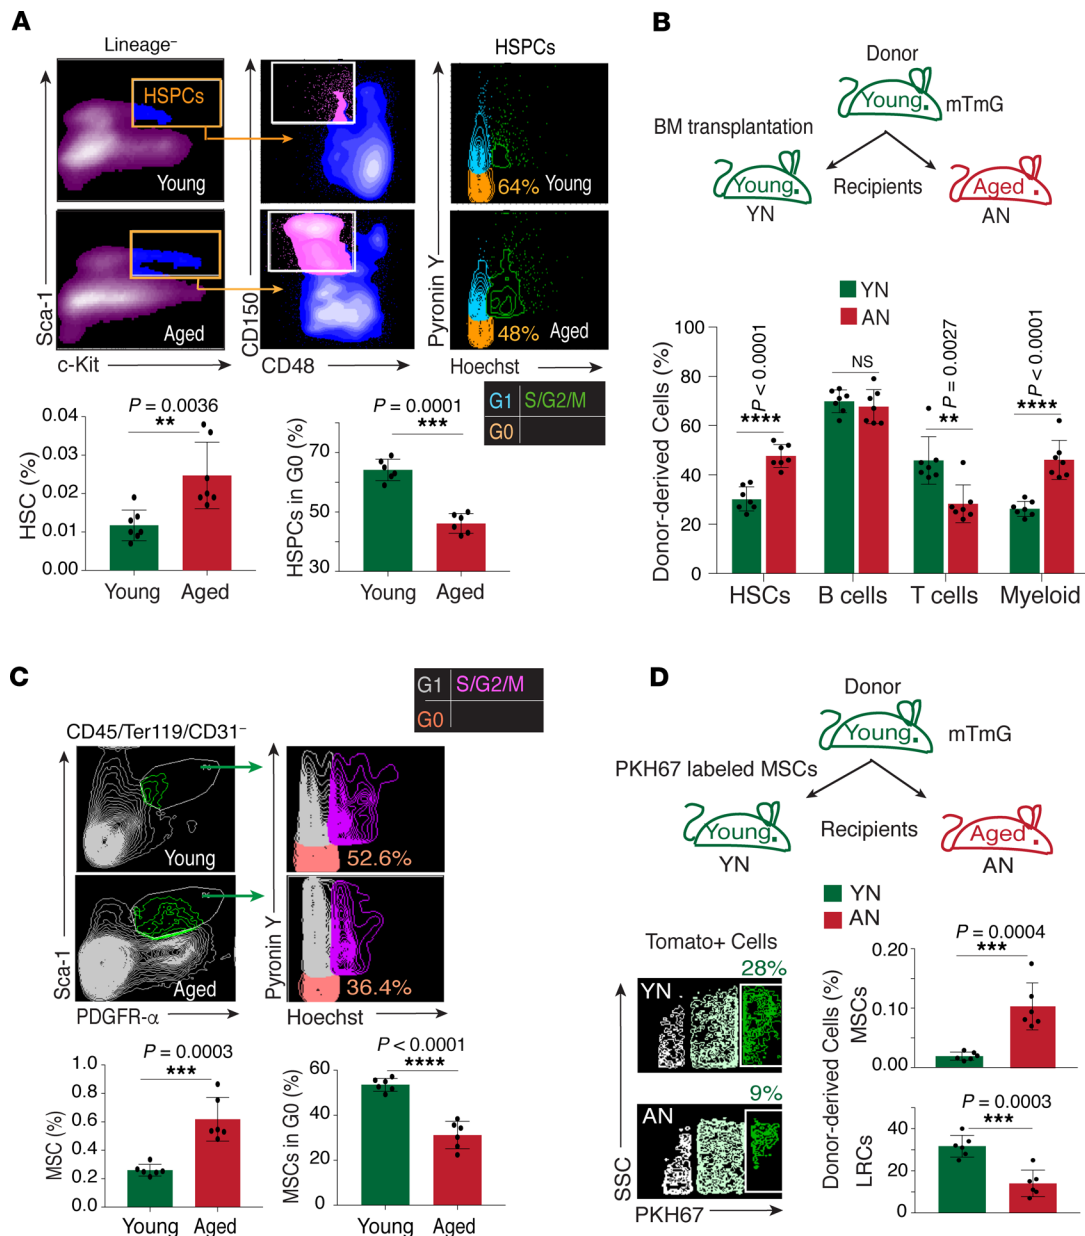 A
Lineage–
HSPCs
HSPCs
Young
64%
Young
Aged
48%
Aged
Sca-1
c-Kit
CD150
CD48
Pyronin Y
Hoechst
G1 S/G2/M
G0
P = 0.0036
**
HSC (%)
0.04
0.03
0.02
0.01
0.00
Young Aged
P = 0.0001
***
HSPCs in G0 (%)
70
50
30
Young Aged
B
Donor
Young
mTmG
BM transplantation
Young
Recipients
Aged
YN
AN
YN
AN
Donor-derived Cells (%)
100
80
60
40
20
0
P < 0.0001
****
NS
P = 0.0027
**
P < 0.0001
****
HSCs B cells T cells Myeloid
C
G1 S/G2/M
G0
CD45/Ter119/CD31–
Young
52.6%
Aged
36.4%
Sca-1
PDGFR-α
Pyronin Y
Hoechst
P = 0.0003
***
MSC (%)
1.0
0.8
0.6
0.4
0.2
0.0
Young Aged
P < 0.0001
****
MSCs in G0 (%)
60
40
20
0
Young Aged
D
Donor
Young
mTmG
PKH67 labeled MSCs
Young
Recipients
Aged
YN
AN
YN
AN
Tomato+ Cells
28%
YN
9%
AN
SSC
PKH67
Donor-derived Cells (%)
MSCs
P = 0.0004
***
0.20
0.10
0.00
LRCs
P = 0.0003
***
40
20
0